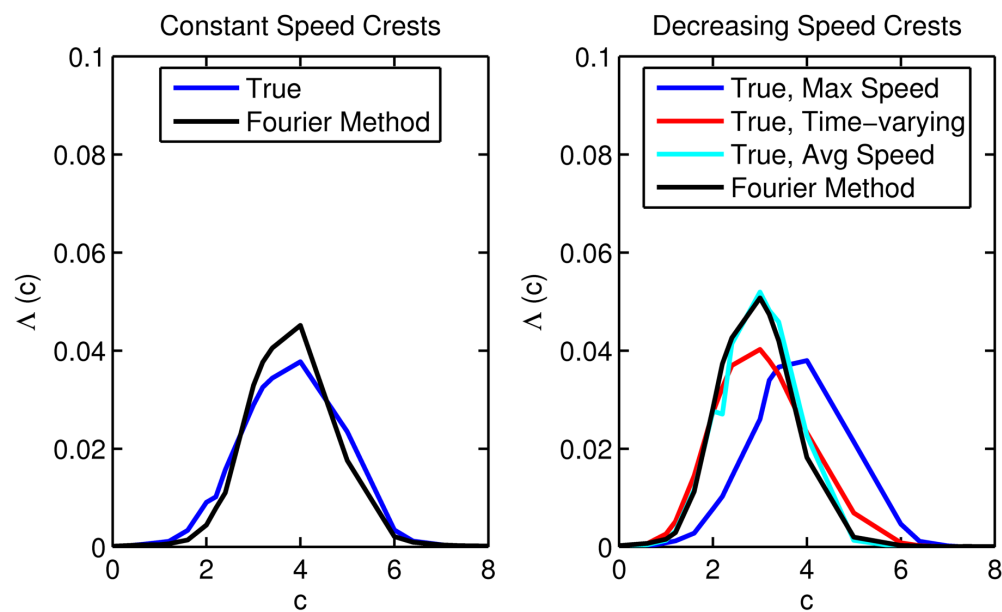 Constant Speed Crests
0.1
0.08
0.06
0.04
0.02
0
Λ (c)
True
Fourier Method
0 2 4 6 8
c
Decreasing Speed Crests
0.1
0.08
0.06
0.04
0.02
0
Λ (c)
True, Max Speed
True, Time−varying
True, Avg Speed
Fourier Method
0 2 4 6 8
c